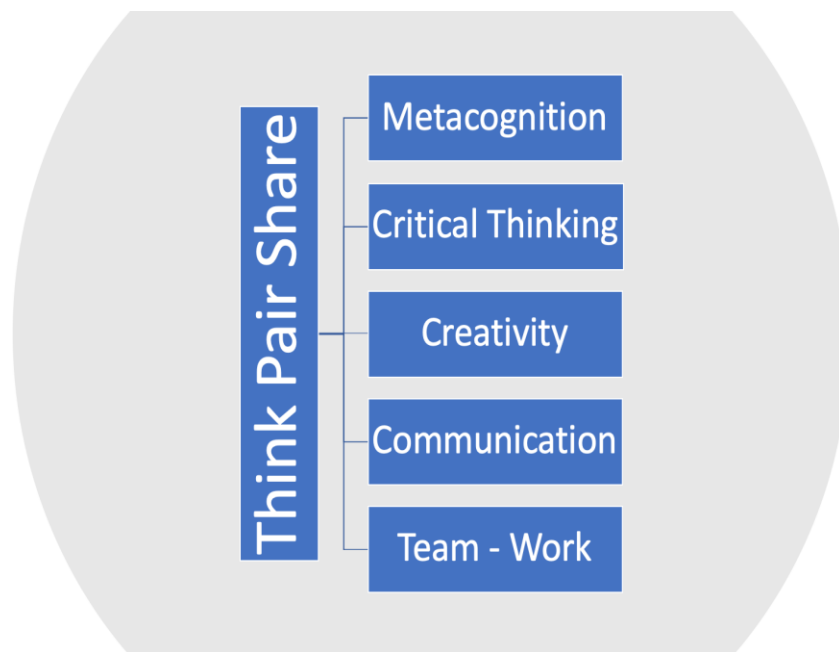 Think Pair Share
Metacognition
Critical Thinking
Creativity
Communication
Team - Work